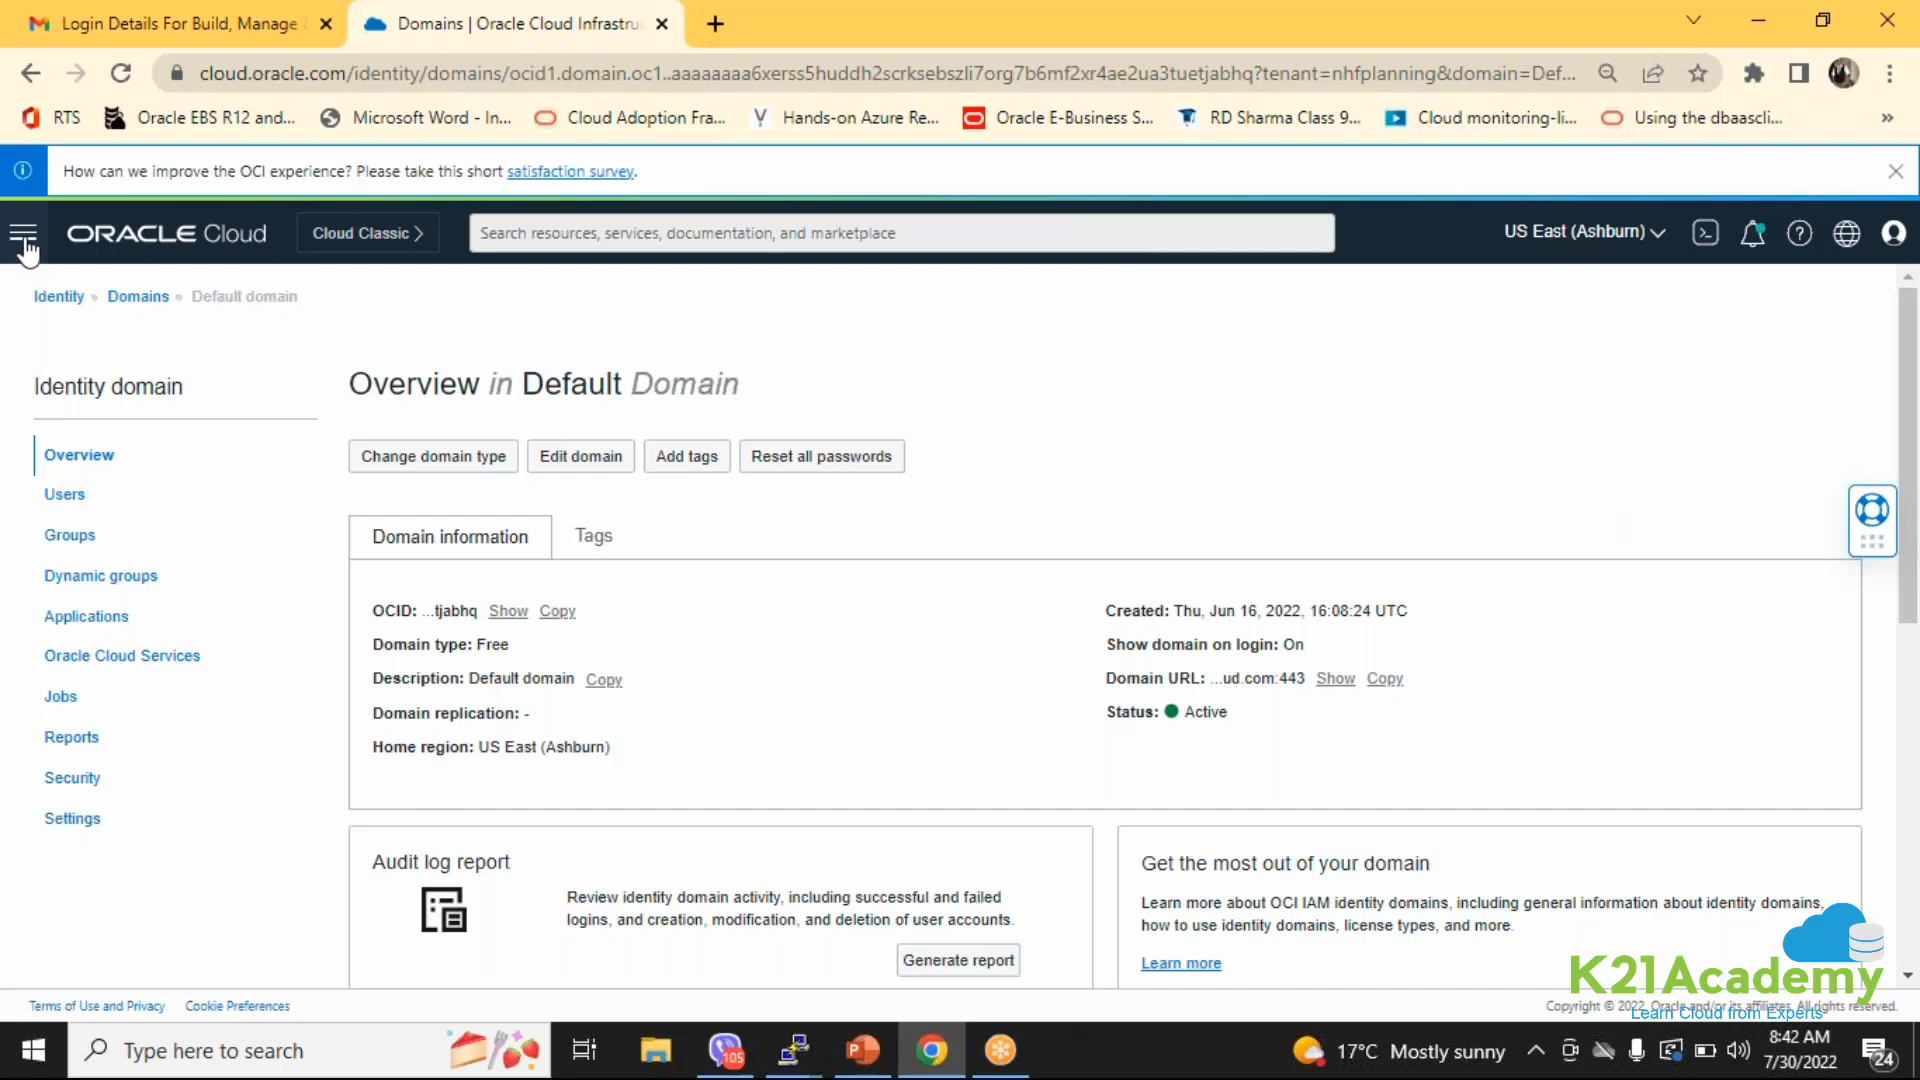 Login Details For Build, Manage
Domains | Oracle Cloud Infrastru
cloud.oracle.com/identity/domains/ocid1.domain.oc1..aaaaaaaa6xerss5huddh2scrksebszli7org7b6mf2xr4ae2ua3tuetjabhq?tenant=nhfplanning&domain=Def...
RTS
Oracle EBS R12 and...
Microsoft Word - In...
Cloud Adoption Fra...
Hands-on Azure Re...
Oracle E-Business S...
RD Sharma Class 9...
Cloud monitoring-li...
Using the dbaascli...
»
How can we improve the OCI experience? Please take this short satisfaction survey.
ORACLE Cloud
Cloud Classic >
Search resources, services, documentation, and marketplace
US East (Ashburn)
Identity » Domains » Default domain
Identity domain
Overview
Users
Groups
Dynamic groups
Applications
Oracle Cloud Services
Jobs
Reports
Security
Settings
Overview in Default Domain
Change domain type
Edit domain
Add tags
Reset all passwords
Domain information
Tags
OCID: ...tjabhq Show Copy
Domain type: Free
Description: Default domain Copy
Domain replication: -
Home region: US East (Ashburn)
Created: Thu, Jun 16, 2022, 16:08:24 UTC
Show domain on login: On
Domain URL: ...ud.com:443 Show Copy
Status: Active
Audit log report
Review identity domain activity, including successful and failed
logins, and creation, modification, and deletion of user accounts.
Generate report
Get the most out of your domain
Learn more about OCI IAM identity domains, including general information about identity domains,
how to use identity domains, license types, and more.
Learn more
K21Academy
Learn Cloud from Experts
Terms of Use and Privacy
Cookie Preferences
Copyright © 2022, Oracle and/or its affiliates. All rights reserved.
Type here to search
105
17°C Mostly sunny
8:42 AM
7/30/2022
24